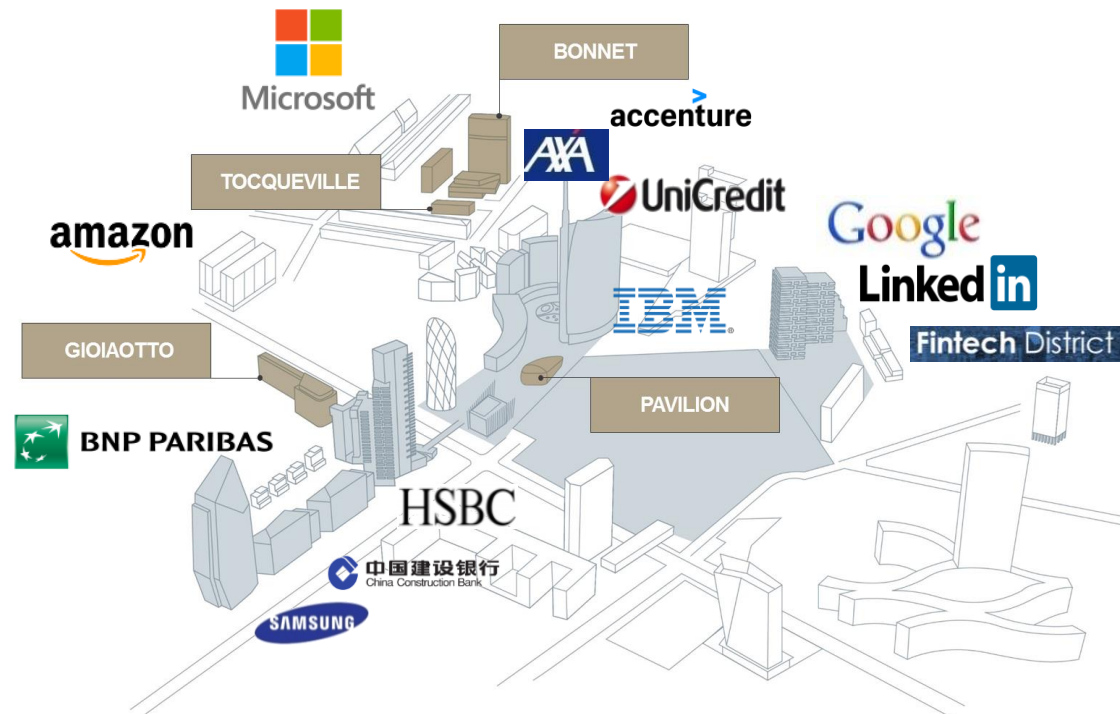 Microsoft
BONNET
accenture
AXA
TOCQUEVILLE
UniCredit
amazon
Google
Linked in
IBM
Fintech District
GIOIAOTTO
PAVILION
BNP PARIBAS
HSBC
中国建设银行
China Construction Bank
SAMSUNG